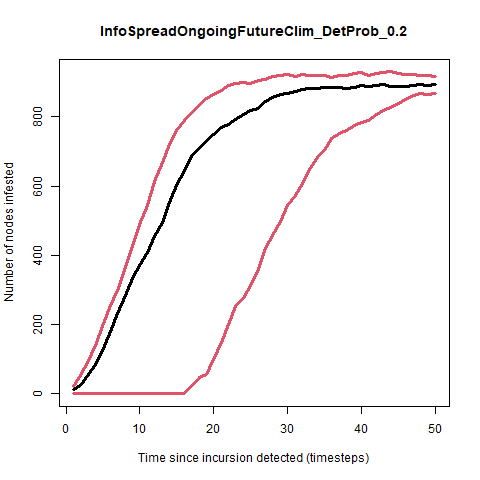 InfoSpreadOngoingFutureClim_DetProb_0.2
Number of nodes infested
800
600
400
200
0
0 10 20 30 40 50
Time since incursion detected (timesteps)